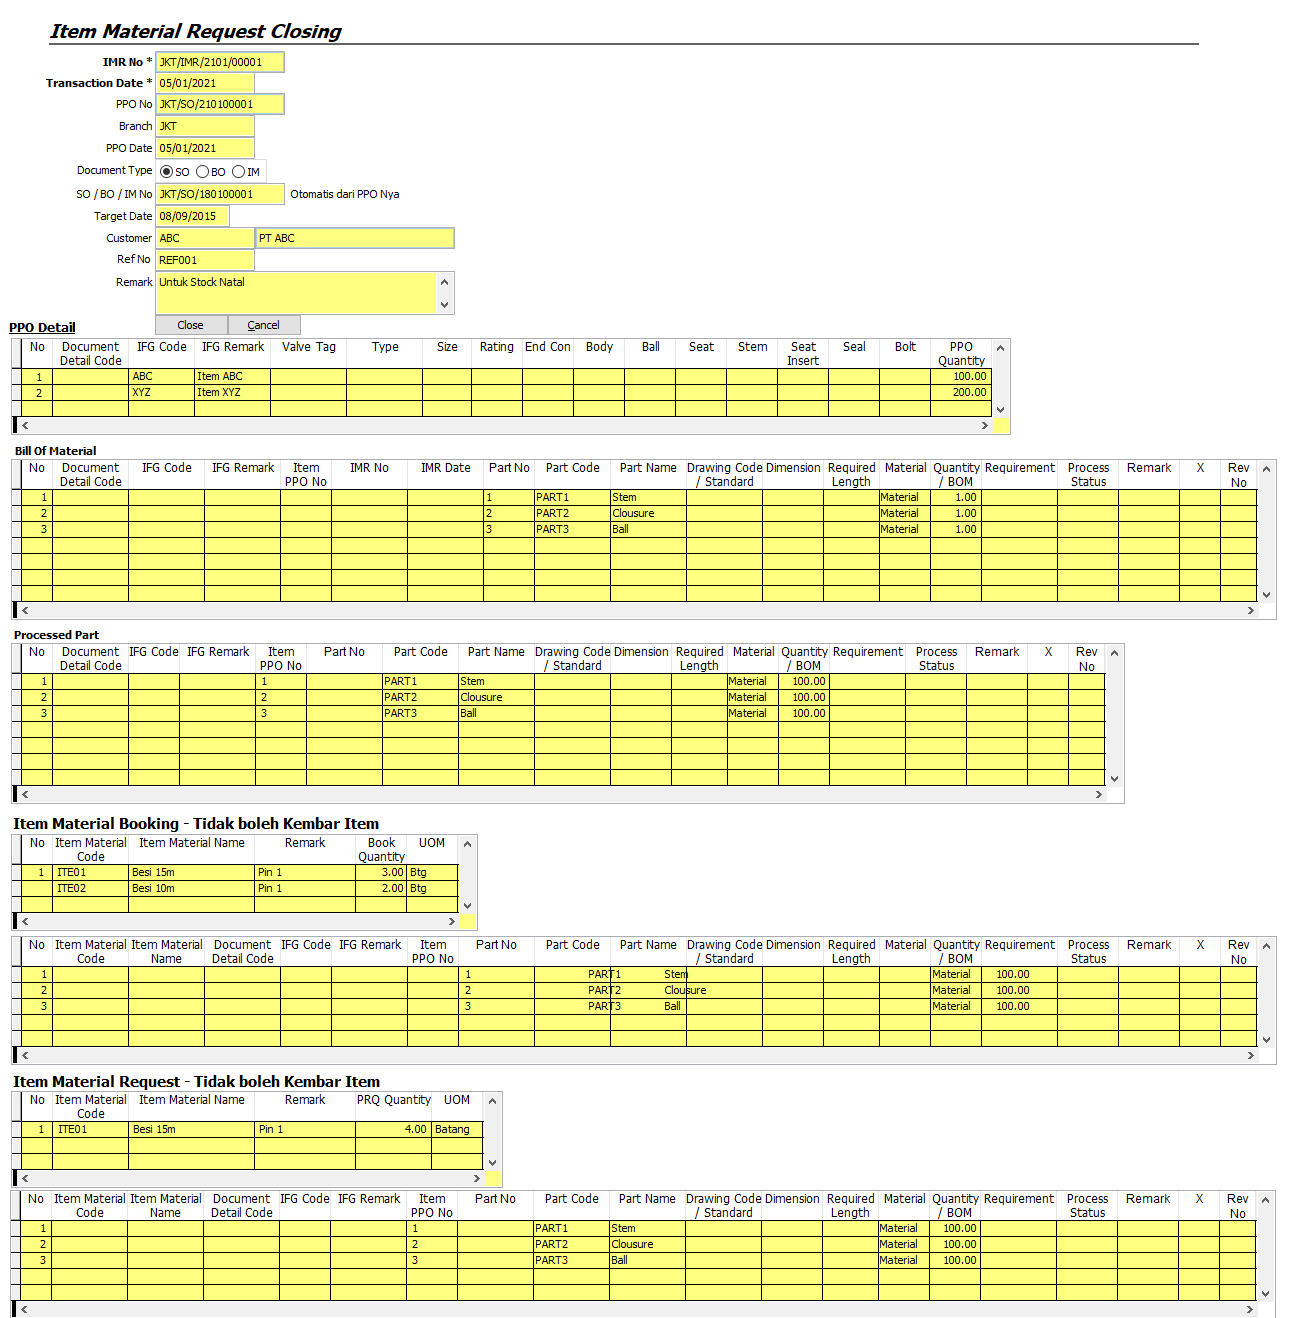 Item Material Request Closing
IMR No * JKT/IMR/2101/00001
Transaction Date * 05/01/2021
PPO No JKT/SO/210100001
Branch JKT
PPO Date 05/01/2021
Document Type SO BO IM
SO / BO / IM No JKT/SO/180100001 Otomatis dari PPO Nya
Target Date 08/09/2015
Customer ABC PT ABC
Ref No REF001
Remark Untuk Stock Natal
Close Cancel
PPO Detail
No Document Detail Code IFG Code IFG Remark Valve Tag Type Size Rating End Con Body Ball Seat Stem Seat Insert Seal Bolt PPO Quantity
1 ABC Item ABC 100.00
2 XYZ Item XYZ 200.00
Bill Of Material
No Document Detail Code IFG Code IFG Remark Item PPO No IMR No IMR Date Part No Part Code Part Name Drawing Code / Standard Dimension Required Length Material Quantity / BOM Requirement Process Status Remark X Rev No
1 1 PART1 Stem Material 1.00
2 2 PART2 Clousure Material 1.00
3 3 PART3 Ball Material 1.00
Processed Part
No Document Detail Code IFG Code IFG Remark Item PPO No Part No Part Code Part Name Drawing Code / Standard Dimension Required Length Material Quantity / BOM Requirement Process Status Remark X Rev No
1 1 PART1 Stem Material 100.00
2 2 PART2 Clousure Material 100.00
3 3 PART3 Ball Material 100.00
Item Material Booking - Tidak boleh Kembar Item
No Item Material Code Item Material Name Remark Book Quantity UOM
1 ITE01 Besi 15m Pin 1 3.00 Btg
ITE02 Besi 10m Pin 1 2.00 Btg
No Item Material Code Item Material Name Document Detail Code IFG Code IFG Remark Item PPO No Part No Part Code Part Name Drawing Code / Standard Dimension Required Length Material Quantity / BOM Requirement Process Status Remark X Rev No
1 1 PART1 Stem Material 100.00
2 2 PART2 Clousure Material 100.00
3 3 PART3 Ball Material 100.00
Item Material Request - Tidak boleh Kembar Item
No Item Material Code Item Material Name Remark PRQ Quantity UOM
1 ITE01 Besi 15m Pin 1 4.00 Batang
No Item Material Code Item Material Name Document Detail Code IFG Code IFG Remark Item PPO No Part No Part Code Part Name Drawing Code / Standard Dimension Required Length Material Quantity / BOM Requirement Process Status Remark X Rev No
1 1 PART1 Stem Material 100.00
2 2 PART2 Clousure Material 100.00
3 3 PART3 Ball Material 100.00